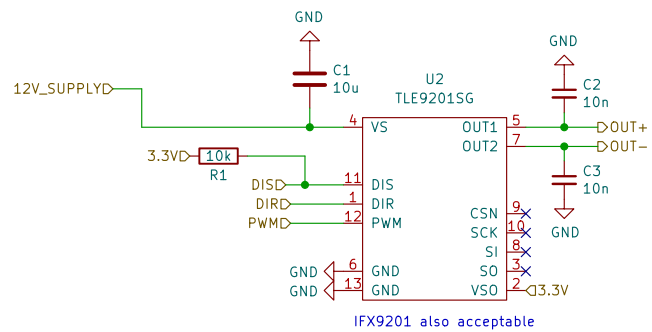 GND
C1
10u
12V_SUPPLY
U2
TLE9201SG
GND
C2
10n
4 VS OUT1 5 OUT+
OUT2 7 OUT-
3.3V 10k
R1
C3
10n
DIS 11 DIS
DIR 1 DIR
PWM 12 PWM
CSN 9
SCK 10
GND
SI 8
GND 6 GND SO 3
GND 13 GND VSO 2 3.3V
IFX9201 also acceptable